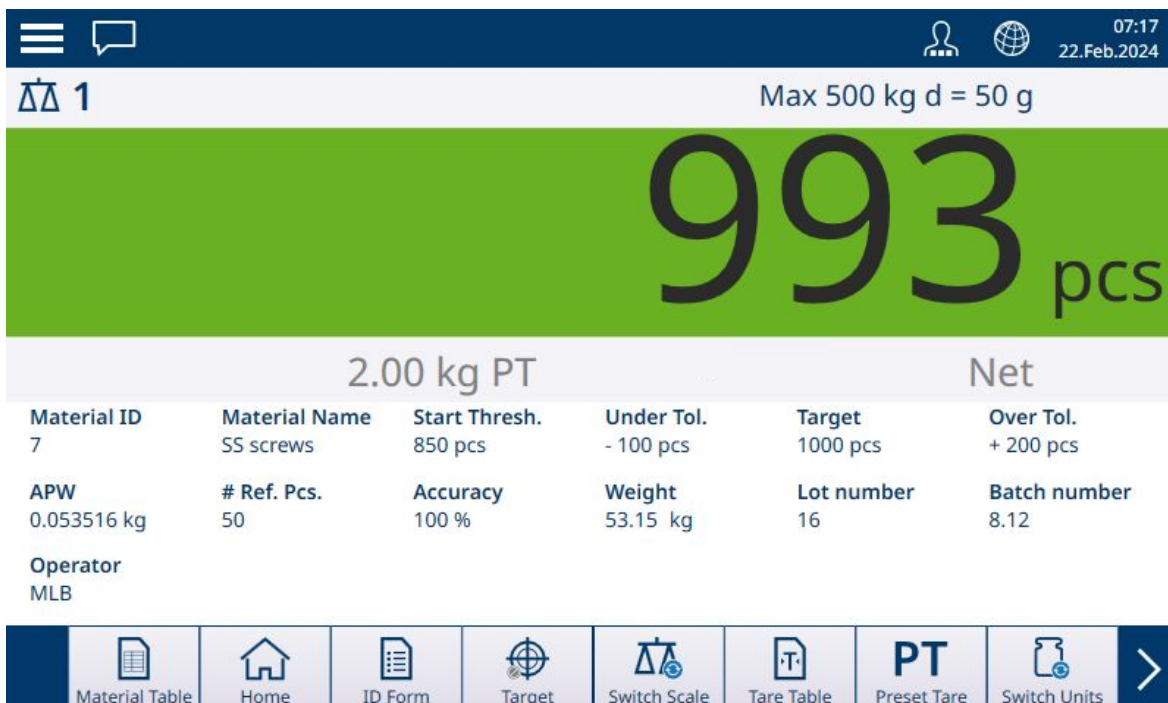 07:17
22.Feb.2024
1 Max 500 kg d = 50 g
993 pcs
2.00 kg PT Net
Material ID Material Name Start Thresh. Under Tol. Target Over Tol.
7 SS screws 850 pcs - 100 pcs 1000 pcs + 200 pcs
APW # Ref. Pcs. Accuracy Weight Lot number Batch number
0.053516 kg 50 100 % 53.15 kg 16 8.12
Operator
MLB
PT
Material Table Home ID Form Target Switch Scale Tare Table Preset Tare Switch Units